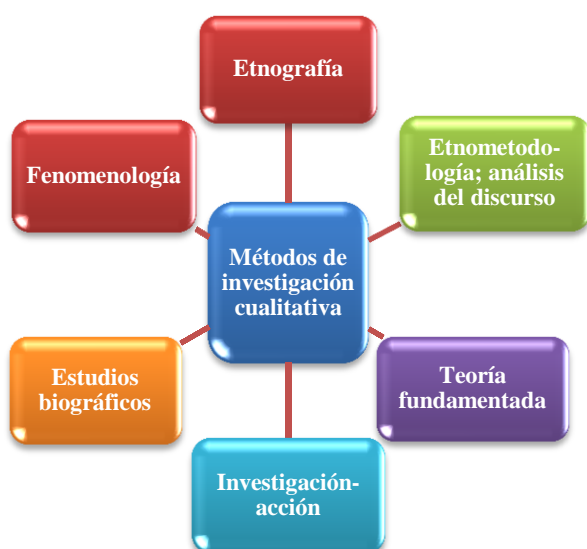 Etnografía
Etnometodo-
logía; análisis
del discurso
Fenomenología
Métodos de
investigación
cualitativa
Estudios
biográficos
Teoría
fundamentada
Investigación-
acción